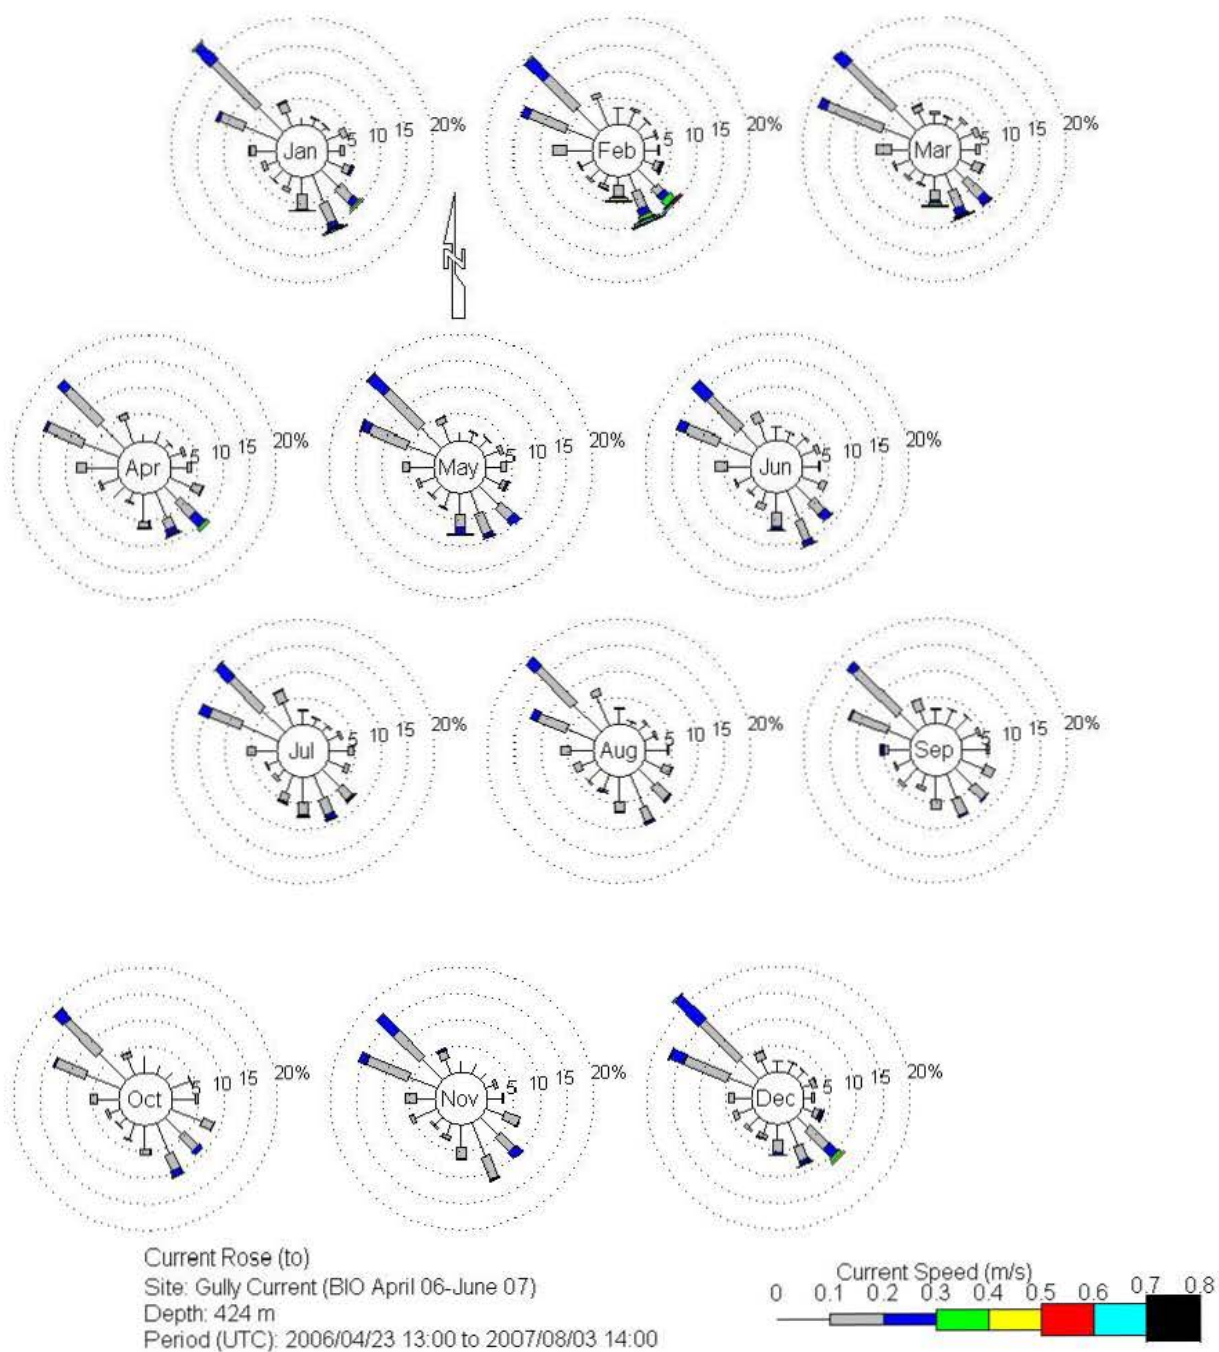 Jan 5 10 15 20%
Feb 5 10 15 20%
Mar 5 10 15 20%
N
Apr 5 10 15 20%
May 5 10 15 20%
Jun 5 10 15 20%
Jul 5 10 15 20%
Aug 5 10 15 20%
Sep 5 10 15 20%
Oct 5 10 15 20%
Nov 5 10 15 20%
Dec 5 10 15 20%
Current Rose (to)
Site: Gully Current (BIO April 06-June 07)
Depth: 424 m
Period (UTC): 2006/04/23 13:00 to 2007/08/03 14:00
Current Speed (m/s)
0 0.1 0.2 0.3 0.4 0.5 0.6 0.7 0.8